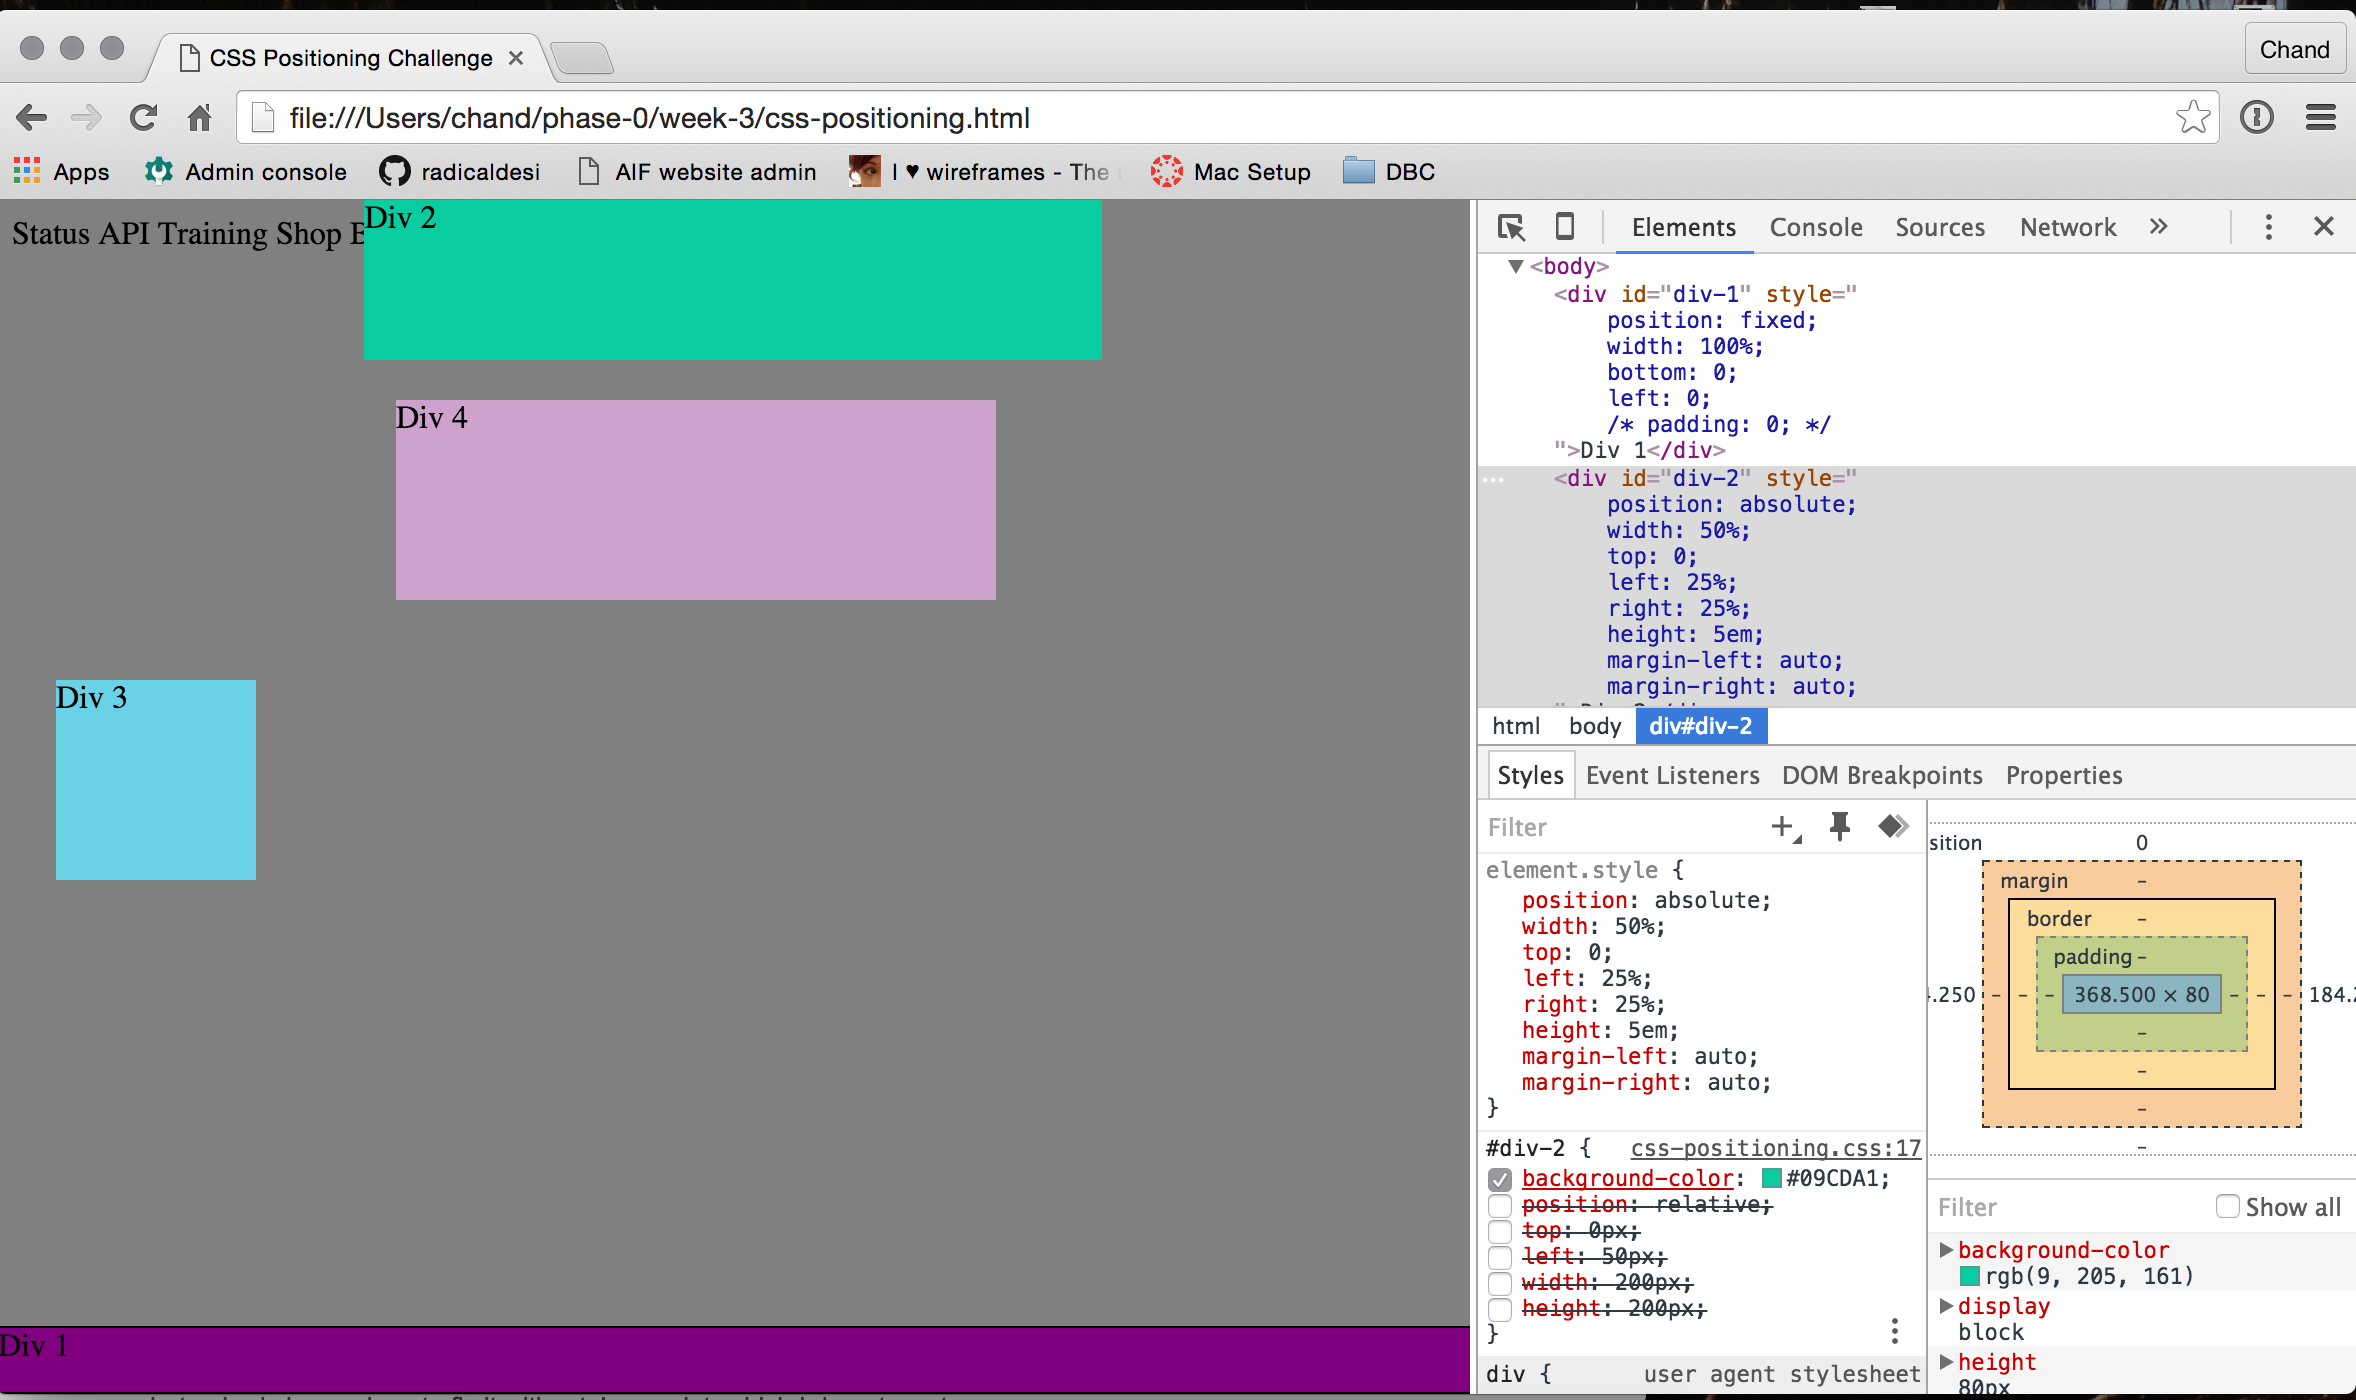 CSS Positioning Challenge
Chand
file:///Users/chand/phase-0/week-3/css-positioning.html
Apps
Admin console
radicaldesi
AIF website admin
I ♥ wireframes - The
Mac Setup
DBC
Status API Training Shop
Div 2
Div 4
Div 3
Div 1
Elements
Console
Sources
Network
»
▼<body>
<div id="div-1" style="
position: fixed;
width: 100%;
bottom: 0;
left: 0;
/* padding: 0; */
">Div 1</div>
<div id="div-2" style="
position: absolute;
width: 50%;
top: 0;
left: 25%;
right: 25%;
height: 5em;
margin-left: auto;
margin-right: auto;
html
body
div#div-2
Styles
Event Listeners
DOM Breakpoints
Properties
Filter
element.style {
position: absolute;
width: 50%;
top: 0;
left: 25%;
right: 25%;
height: 5em;
margin-left: auto;
margin-right: auto;
}
#div-2 {
css-positioning.css:17
background-color: #09CDA1;
position: relative;
top: 0px;
left: 50px;
width: 200px;
height: 200px;
}
div {
user agent stylesheet
sition
0
margin -
border -
padding -
.250 - - - 368.500 × 80 - - - 184.2
-
-
-
-
Filter
Show all
background-color
rgb(9, 205, 161)
display
block
height
80px